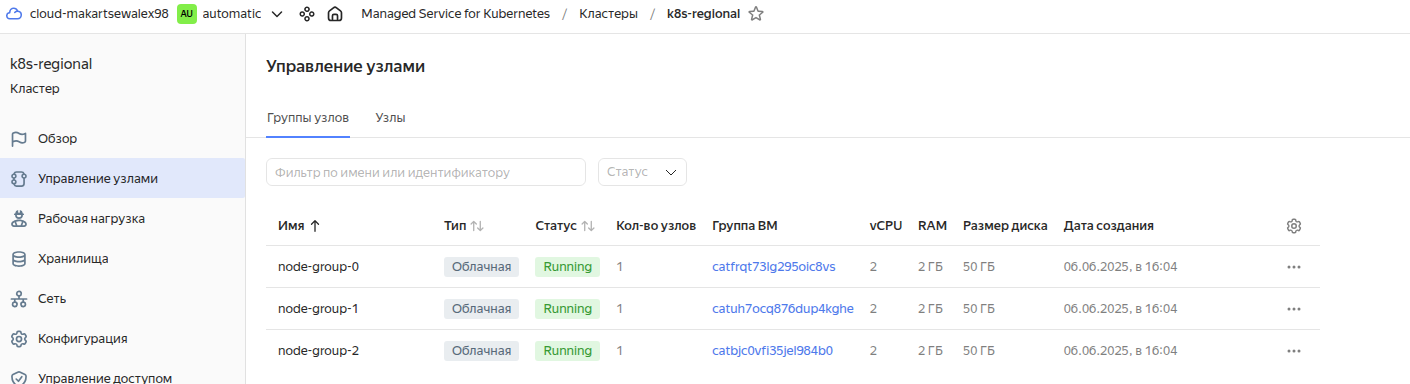 cloud-makartsewalex98 AU automatic Managed Service for Kubernetes / Кластеры / k8s-regional
k8s-regional
Кластер
Обзор
Управление узлами
Рабочая нагрузка
Хранилища
Сеть
Конфигурация
Управление доступом
Управление узлами
Группы узлов Узлы
Фильтр по имени или идентификатору Статус
Имя Тип Статус Кол-во узлов Группа ВМ vCPU RAM Размер диска Дата создания
node-group-0 Облачная Running 1 catfrqt73lg295oic8vs 2 2 ГБ 50 ГБ 06.06.2025, в 16:04
node-group-1 Облачная Running 1 catuh7ocq876dup4kghe 2 2 ГБ 50 ГБ 06.06.2025, в 16:04
node-group-2 Облачная Running 1 catbjc0vfi35jel984b0 2 2 ГБ 50 ГБ 06.06.2025, в 16:04